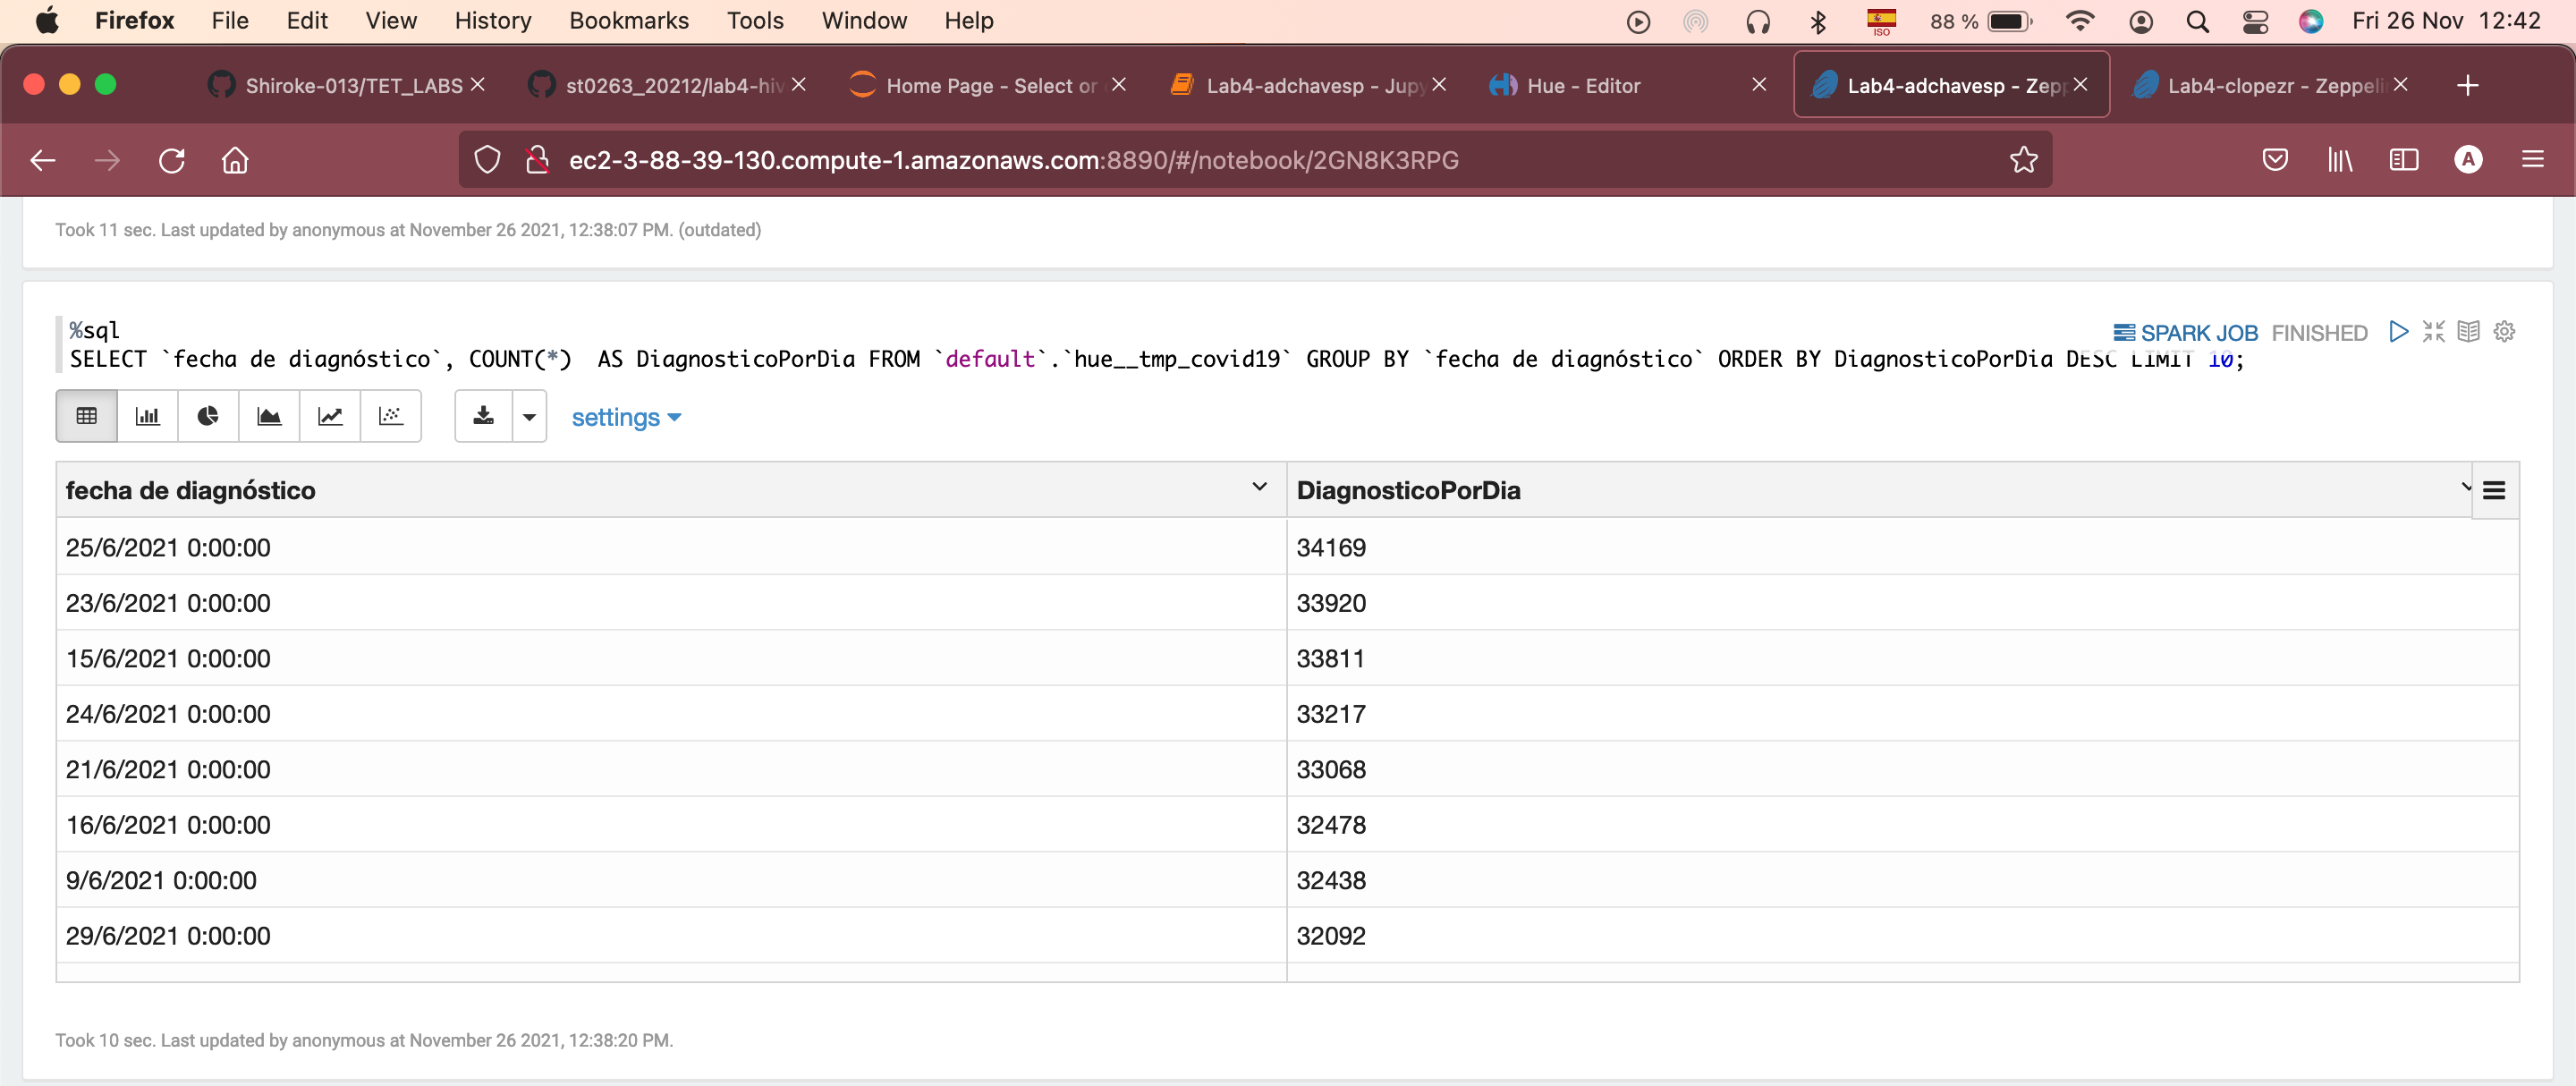 Firefox File Edit View History Bookmarks Tools Window Help ISO 88 % Fri 26 Nov 12:42
Shiroke-013/TET_LABS st0263_20212/lab4-hiv Home Page - Select or Lab4-adchavesp - Jupy Hue - Editor Lab4-adchavesp - Zepp Lab4-clopezr - Zeppeli
ec2-3-88-39-130.compute-1.amazonaws.com:8890/#/notebook/2GN8K3RPG A
Took 11 sec. Last updated by anonymous at November 26 2021, 12:38:07 PM. (outdated)
%sql
SPARK JOB FINISHED
SELECT `fecha de diagnóstico`, COUNT(*)  AS DiagnosticoPorDia FROM `default`.`hue__tmp_covid19` GROUP BY `fecha de diagnóstico` ORDER BY DiagnosticoPorDia DESC LIMIT 10;
settings
fecha de diagnóstico DiagnosticoPorDia
25/6/2021 0:00:00 34169
23/6/2021 0:00:00 33920
15/6/2021 0:00:00 33811
24/6/2021 0:00:00 33217
21/6/2021 0:00:00 33068
16/6/2021 0:00:00 32478
9/6/2021 0:00:00 32438
29/6/2021 0:00:00 32092
Took 10 sec. Last updated by anonymous at November 26 2021, 12:38:20 PM.